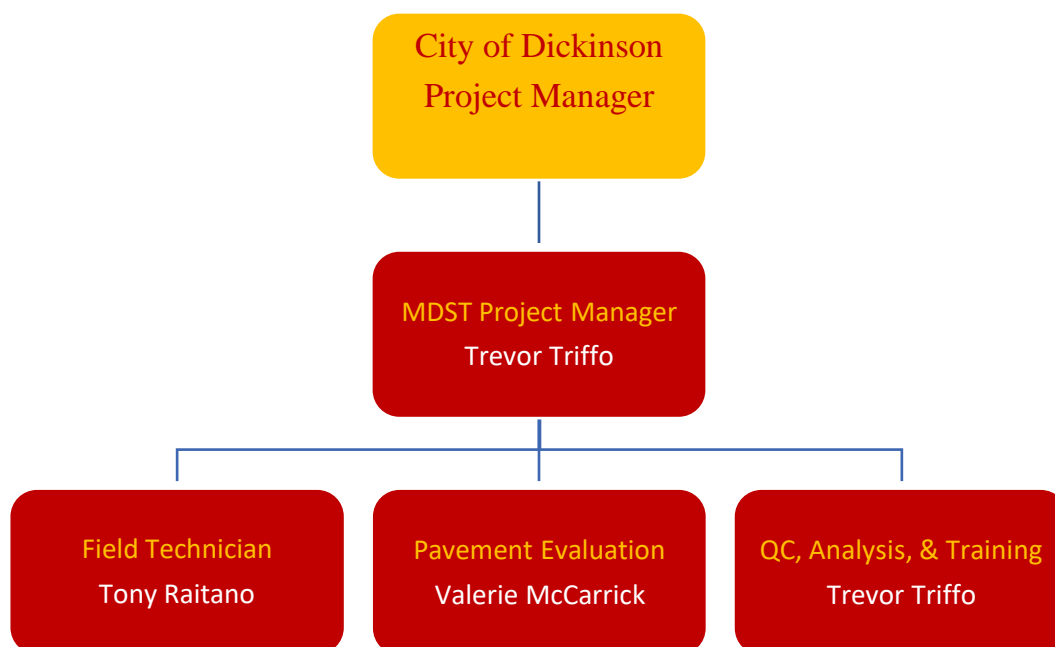 City of Dickinson
Project Manager
MDST Project Manager
Trevor Triffo
Field Technician
Tony Raitano
Pavement Evaluation
Valerie McCarrick
QC, Analysis, & Training
Trevor Triffo